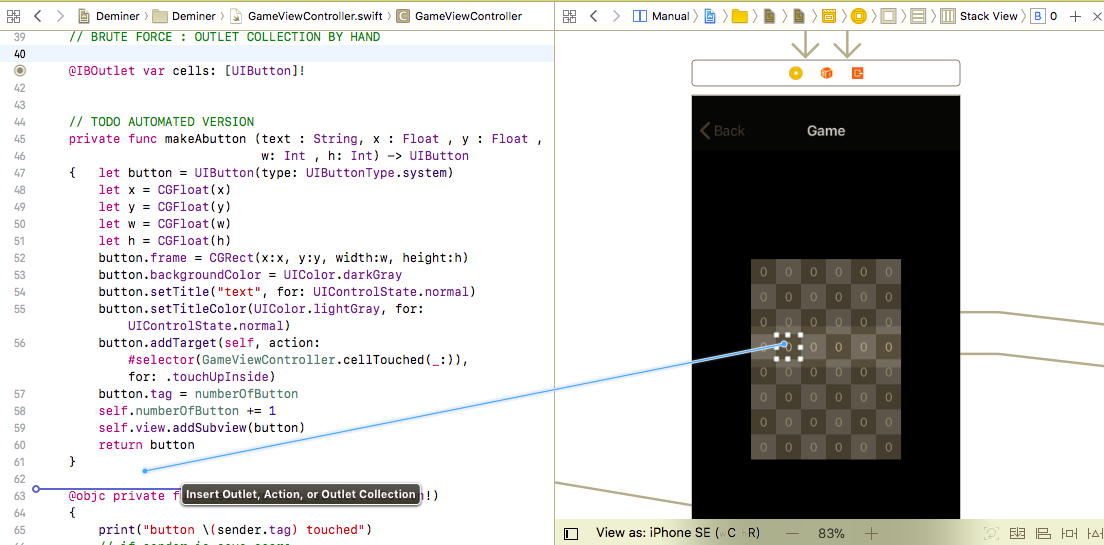 Deminer Deminer GameViewController.swift GameViewController
Manual Stack View B 0
39 // BRUTE FORCE : OUTLET COLLECTION BY HAND
40
@IBOutlet var cells: [UIButton]!
42
43
44 // TODO AUTOMATED VERSION
45 private func makeAbutton (text : String, x : Float , y : Float ,
46 w: Int , h: Int) -> UIButton
47 { let button = UIButton(type: UIButtonType.system)
48 let x = CGFloat(x)
49 let y = CGFloat(y)
50 let w = CGFloat(w)
51 let h = CGFloat(h)
52 button.frame = CGRect(x:x, y:y, width:w, height:h)
53 button.backgroundColor = UIColor.darkGray
54 button.setTitle("text", for: UIControlState.normal)
55 button.setTitleColor(UIColor.lightGray, for:
UIControlState.normal)
56 button.addTarget(self, action:
#selector(GameViewController.cellTouched(_:)),
for: .touchUpInside)
57 button.tag = numberOfButton
58 self.numberOfButton += 1
59 self.view.addSubview(button)
60 return button
61 }
62
63 @objc private f !)
Insert Outlet, Action, or Outlet Collection
64 {
65 print("button \(sender.tag) touched")
Back Game
0 0 0 0 0 0
0 0 0 0 0 0
0 0 0 0 0 0
0 0 0 0 0 0
0 0 0 0 0 0
0 0 0 0 0 0
0 0 0 0 0 0
0 0 0 0 0 0
View as: iPhone SE (wC hR) — 83% +